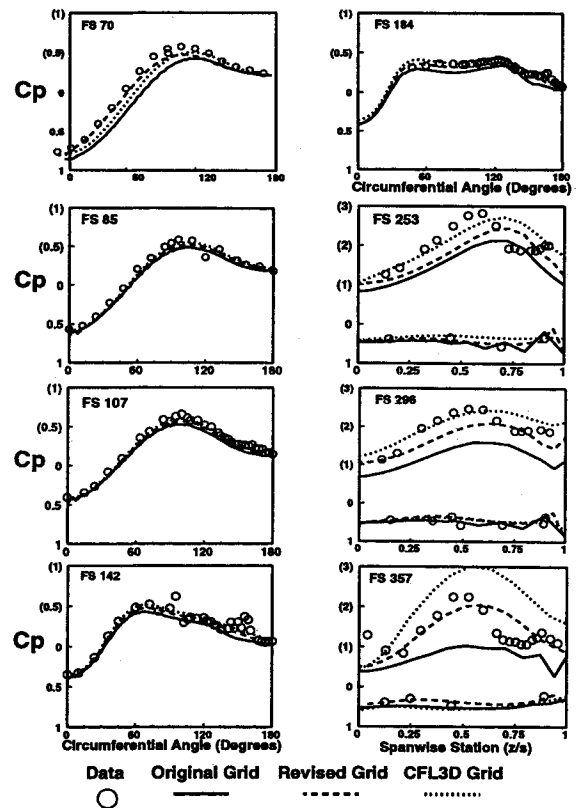 (1)
FS 70
(0.5)
Cp
0
0.5
1
0 60 120 180
(1)
FS 184
(0.5)
0
0.5
1
0 60 120 180
Circumferential Angle (Degrees)
(1)
FS 85
(0.5)
0
0.5
1
0 60 120 180
(3)
FS 253
(2)
(1)
0
1
0 0.25 0.5 0.75 1
(1)
FS 107
(0.5)
Cp
0
0.5
1
0 60 120 180
(3)
FS 296
(2)
(1)
0
1
0 0.25 0.5 0.75 1
(1)
FS 142
(0.5)
Cp
0
0.5
1
0 60 120 180
Circumferential Angle (Degrees)
(3)
FS 357
(2)
(1)
0
1
0 0.25 0.5 0.75 1
Spanwise Station (z/s)
Data Original Grid Revised Grid CFL3D Grid